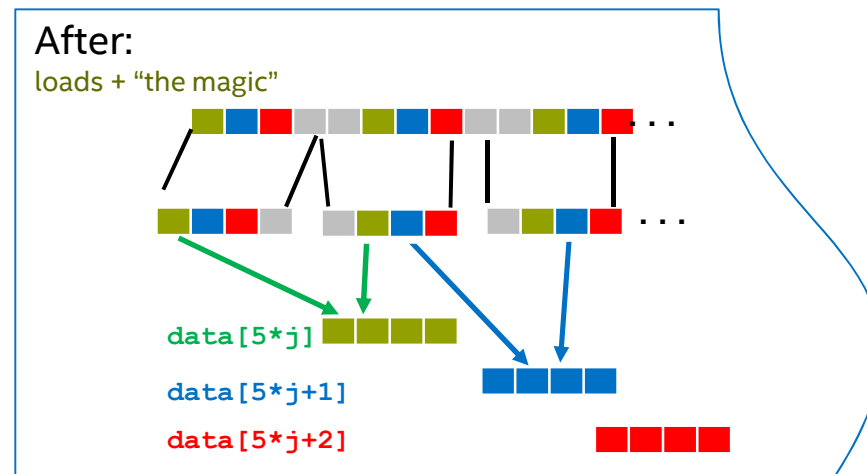 After:
loads + “the magic”
. . .
. . .
data[5*j]
data[5*j+1]
data[5*j+2]